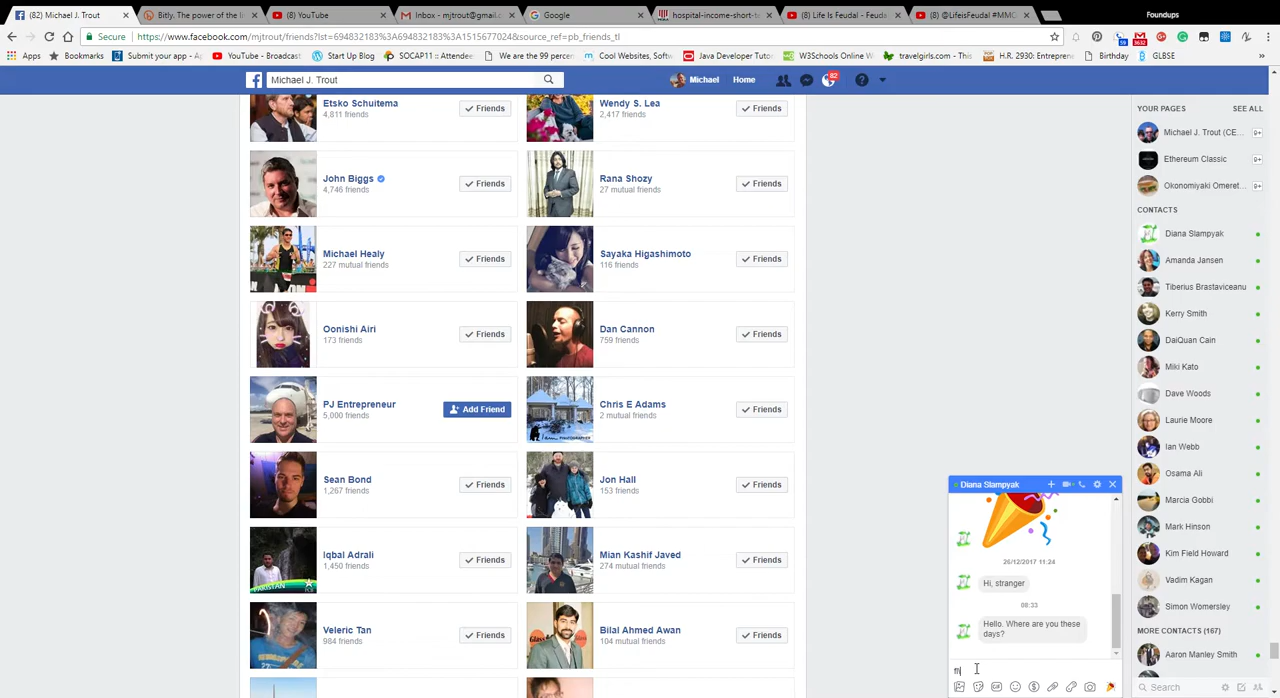 (8) Michael J. Trout
Bitly. The power of the li
(8) YouTube
Inbox - mjtrout@gmail.c
Google
hospital-income-short-t
(8) Life Is Feudal - Feuda
(8) @LifeisFeudal #MMO
Foundups
Secure
https://www.facebook.com/mjtrout/friends?lst=694832183%3A694832183%3A1515677024&source_ref=pb_friends_tl
59
3632
Apps
Bookmarks
Submit your app - A
YouTube - Broadcast
Start Up Blog
SOCAP11 :: Attendee
We are the 99 percen
Cool Websites, Softw
Java Developer Tuto
W3Schools Online W
travelgirls.com - This
H.R. 2930: Entrepren
Birthday
GLBSE
»
Michael J. Trout
Michael
Home
82
Etsko Schuitema
4,811 friends
Friends
Wendy S. Lea
2,417 friends
Friends
John Biggs
4,746 friends
Friends
Rana Shozy
27 mutual friends
Friends
Michael Healy
227 mutual friends
Friends
Sayaka Higashimoto
116 friends
Friends
Oonishi Airi
173 friends
Friends
Dan Cannon
759 friends
Friends
PJ Entrepreneur
5,000 friends
Add Friend
Chris E Adams
2 mutual friends
Friends
Sean Bond
1,267 friends
Friends
Jon Hall
153 friends
Friends
Iqbal Adrali
1,450 friends
Friends
PAKISTAN
Mian Kashif Javed
274 mutual friends
Friends
Veleric Tan
984 friends
Friends
Bilal Ahmed Awan
104 mutual friends
Friends
YOUR PAGES
SEE ALL
Michael J. Trout (CE...
9+
Ethereum Classic
9+
Okonomiyaki Omeret...
9+
CONTACTS
Diana Slampyak
Amanda Jansen
Tiberius Brastaviceanu
Kerry Smith
DaiQuan Cain
Miki Kato
Dave Woods
Laurie Moore
Ian Webb
Osama Ali
Marcia Gobbi
Mark Hinson
Kim Field Howard
Vadim Kagan
Simon Womersley
MORE CONTACTS (167)
Aaron Manley Smith
Search
Diana Slampyak
26/12/2017 11:24
Hi, stranger
08:33
Hello. Where are you these
days?
GIF